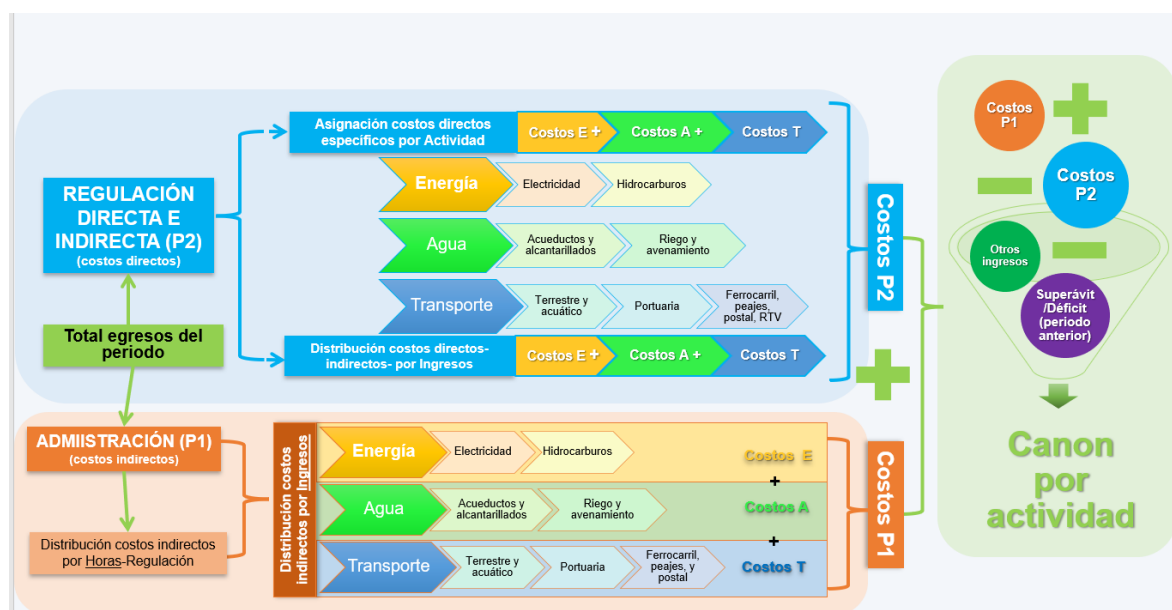 REGULACIÓN
DIRECTA E
INDIRECTA (P2)
(costos directos)
Total egresos del
periodo
Asignación costos directos
específicos por Actividad
Costos E +
Costos A +
Costos T
Energía
Electricidad
Hidrocarburos
Agua
Acueductos y
alcantarillados
Riego y
avenamiento
Transporte
Terrestre y
acuático
Portuaria
Ferrocarril,
peajes,
postal, RTV
Distribución costos directos-
indirectos- por Ingresos
Costos E +
Costos A +
Costos T
Costos P2
ADMIISTRACIÓN (P1)
(costos indirectos)
Distribución costos indirectos
por Horas-Regulación
Distribución costos
indirectos por Ingresos
Energía
Electricidad
Hidrocarburos
Costos E
+
Agua
Acueductos y
alcantarillados
Riego y
avenamiento
Costos A
+
Transporte
Terrestre y
acuático
Portuaria
Ferrocarril,
peajes, y
postal
Costos T
Costos P1
Costos
P1
Costos
P2
Otros
ingresos
Superávit
/Déficit
(periodo
anterior)
Canon
por
actividad